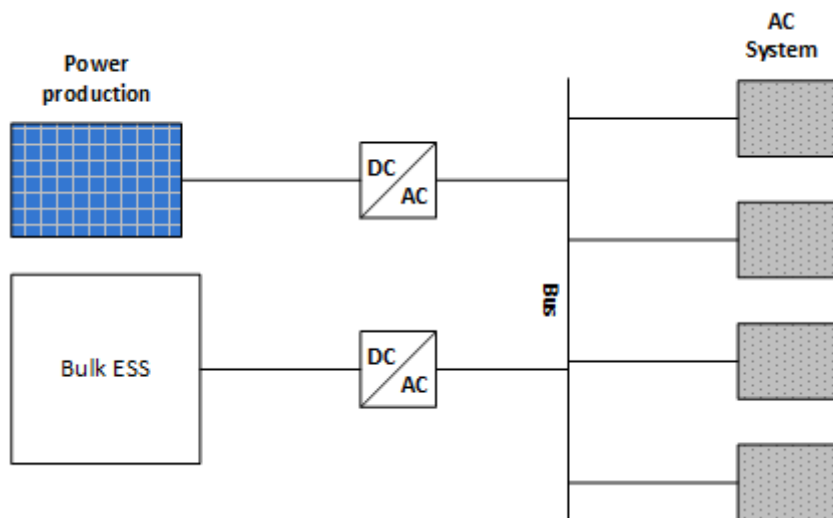 AC
System
Power
production
DC
AC
Bus
Bulk ESS
DC
AC